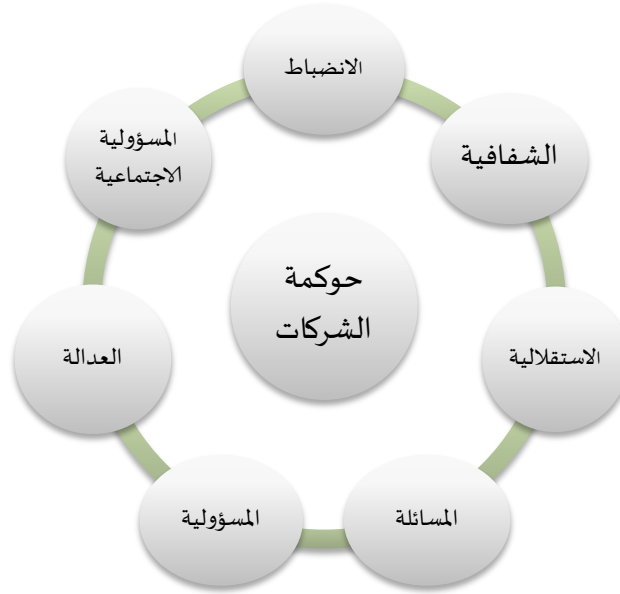 الانضباط
الشفافية
الاستقلالية
المسائلة
المسؤولية
العدالة
المسؤولية
الاجتماعية
حوكمة
الشركات